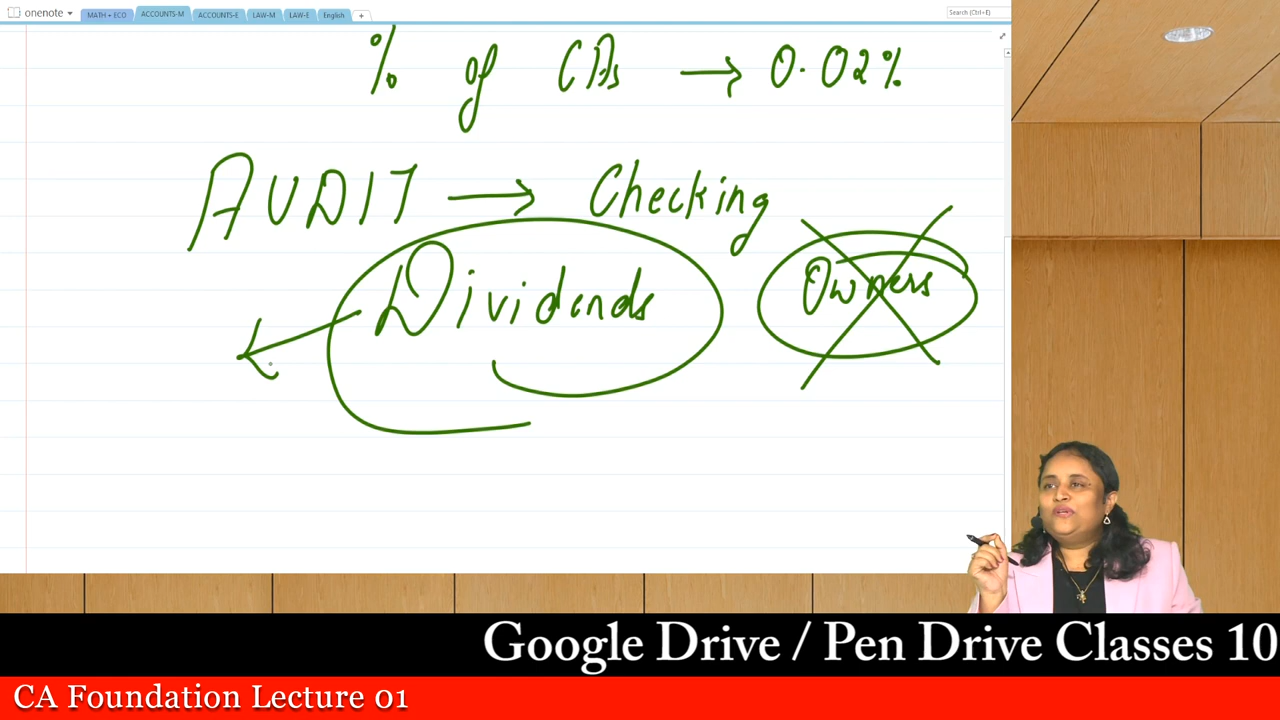 onenote MATH + ECO ACCOUNTS-M ACCOUNTS-E LAW-M LAW-E English + Search (Ctrl+E)
% of CAs → 0.02%
AUDIT → Checking
Dividends Owners
Google Drive / Pen Drive Classes 10
CA Foundation Lecture 01